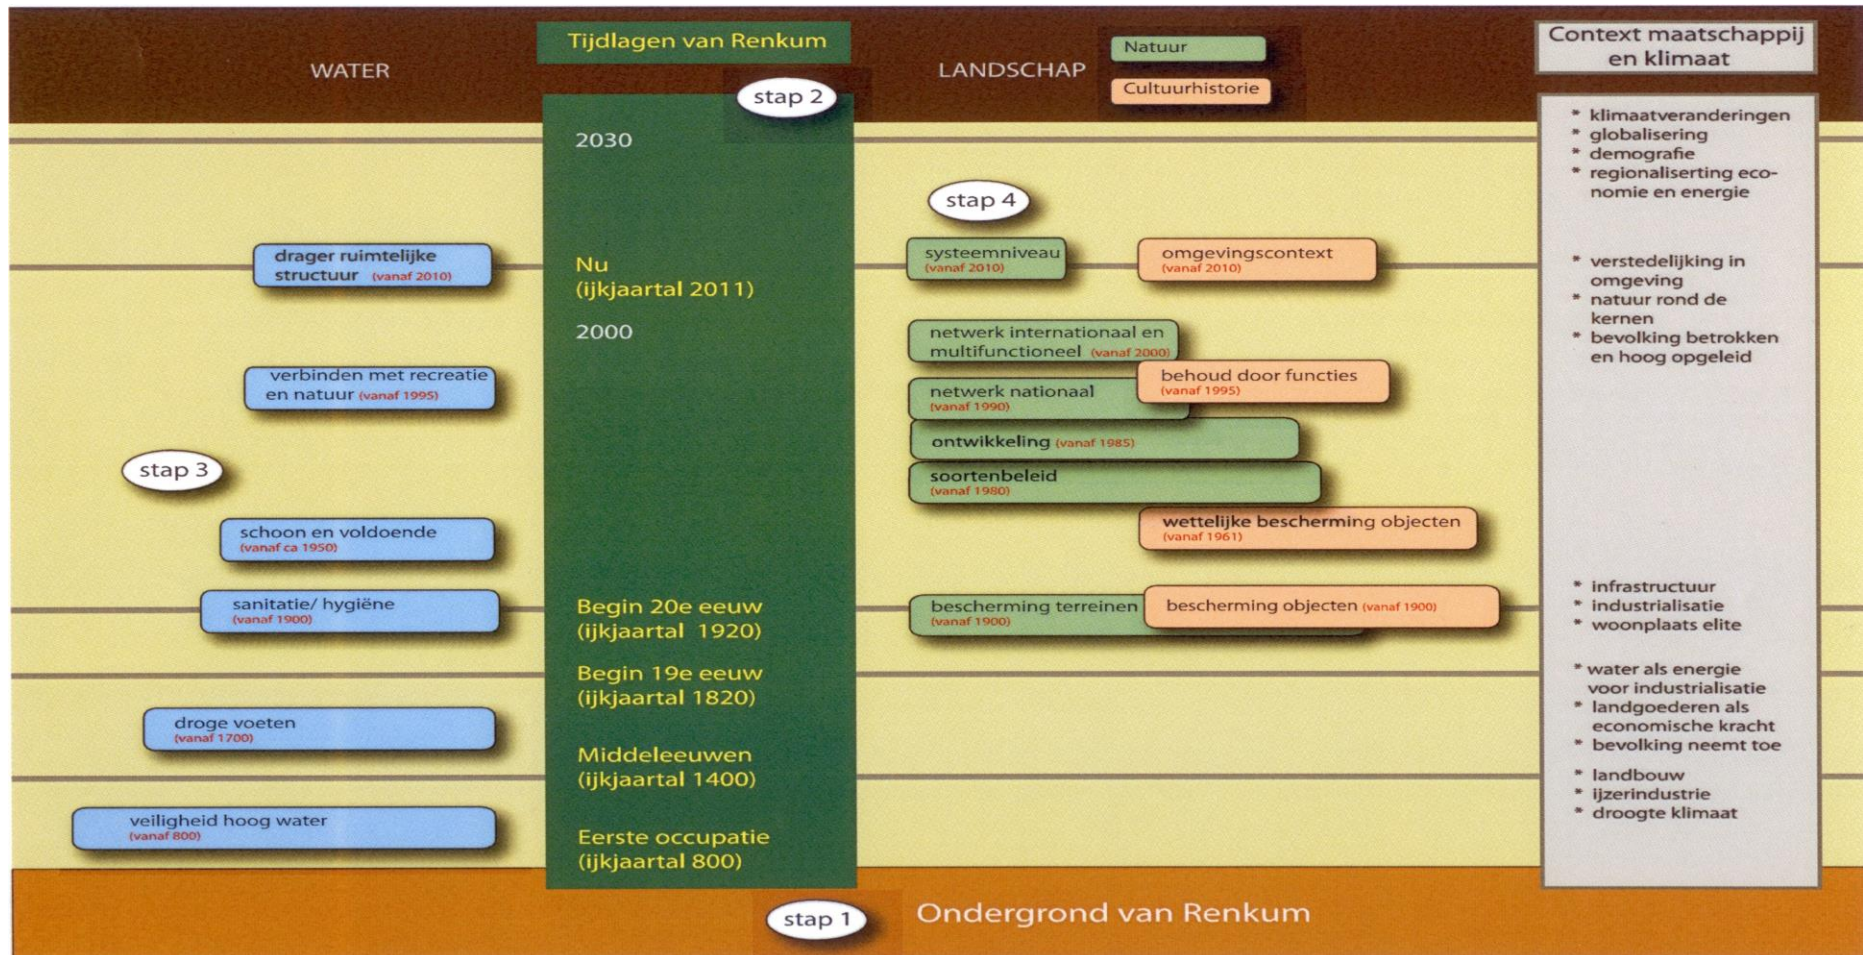 WATER
Tijdlagen van Renkum
stap 2
LANDSCHAP
Natuur
Cultuurhistorie
Context maatschappij
en klimaat
2030
stap 4
drager ruimtelijke
structuur (vanaf 2010)
Nu
(ijkjaartal 2011)
systeemniveau
(vanaf 2010)
omgevingscontext
(vanaf 2010)
2000
netwerk internationaal en
multifunctioneel (vanaf 2000)
verbinden met recreatie
en natuur (vanaf 1995)
netwerk nationaal
(vanaf 1990)
behoud door functies
(vanaf 1995)
ontwikkeling (vanaf 1985)
stap 3
soortenbeleid
(vanaf 1980)
schoon en voldoende
(vanaf ca 1950)
wettelijke bescherming objecten
(vanaf 1961)
sanitatie/ hygiëne
(vanaf 1900)
Begin 20e eeuw
(ijkjaartal 1920)
bescherming terreinen
(vanaf 1900)
bescherming objecten (vanaf 1900)
Begin 19e eeuw
(ijkjaartal 1820)
droge voeten
(vanaf 1700)
Middeleeuwen
(ijkjaartal 1400)
veiligheid hoog water
(vanaf 800)
Eerste occupatie
(ijkjaartal 800)
* klimaatveranderingen
* globalisering
* demografie
* regionaliserting eco-
nomie en energie
* verstedelijking in
omgeving
* natuur rond de
kernen
* bevolking betrokken
en hoog opgeleid
* infrastructuur
* industrialisatie
* woonplaats elite
* water als energie
voor industrialisatie
* landgoederen als
economische kracht
* bevolking neemt toe
* landbouw
* ijzerindustrie
* droogte klimaat
stap 1
Ondergrond van Renkum